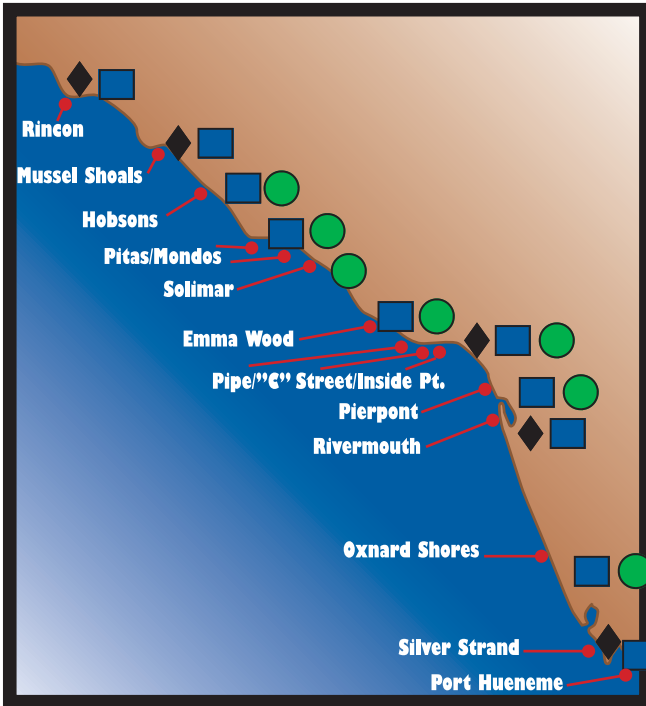 Rincon
Mussel Shoals
Hobsons
Pitas/Mondos
Solimar
Emma Wood
Pipe/"C" Street/Inside Pt.
Pierpont
Rivermouth
Oxnard Shores
Silver Strand
Port Hueneme